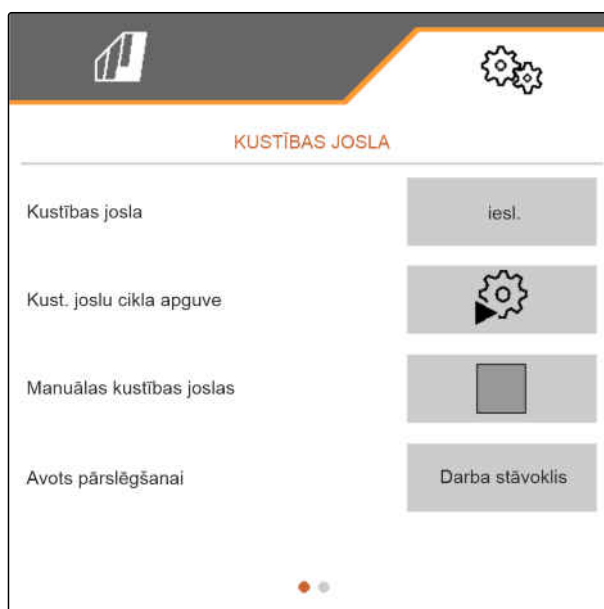 KUSTĪBAS JOSLA
Kustības josla
iesl.
Kust. joslu cikla apguve
Manuālas kustības joslas
Avots pārslēgšanai
Darba stāvoklis